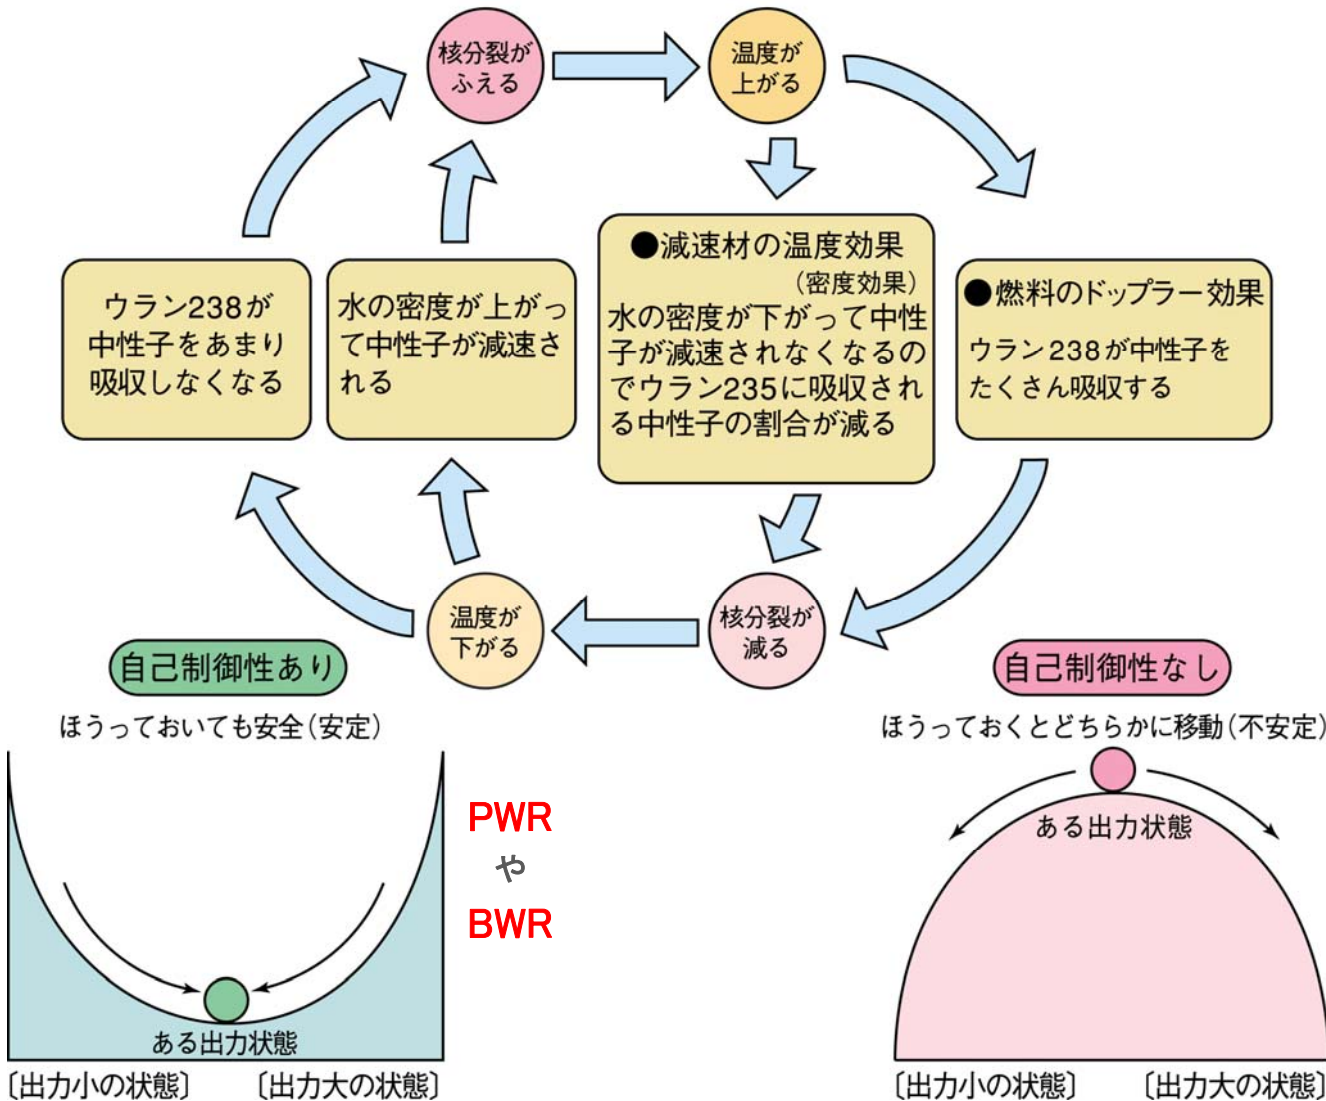 核分裂が
ふえる
温度が
上がる
ウラン238が
中性子をあまり
吸収しなくなる
水の密度が上がっ
て中性子が減速さ
れる
●減速材の温度効果
（密度効果）
水の密度が下がって中性
子が減速されなくなるの
でウラン235に吸収され
る中性子の割合が減る
●燃料のドップラー効果
ウラン238が中性子を
たくさん吸収する
温度が
下がる
核分裂が
減る
自己制御性あり
ほうっておいても安全（安定）
PWR
や
BWR
ある出力状態
〔出力小の状態〕 〔出力大の状態〕
自己制御性なし
ほうっておくとどちらかに移動（不安定）
ある出力状態
〔出力小の状態〕 〔出力大の状態〕